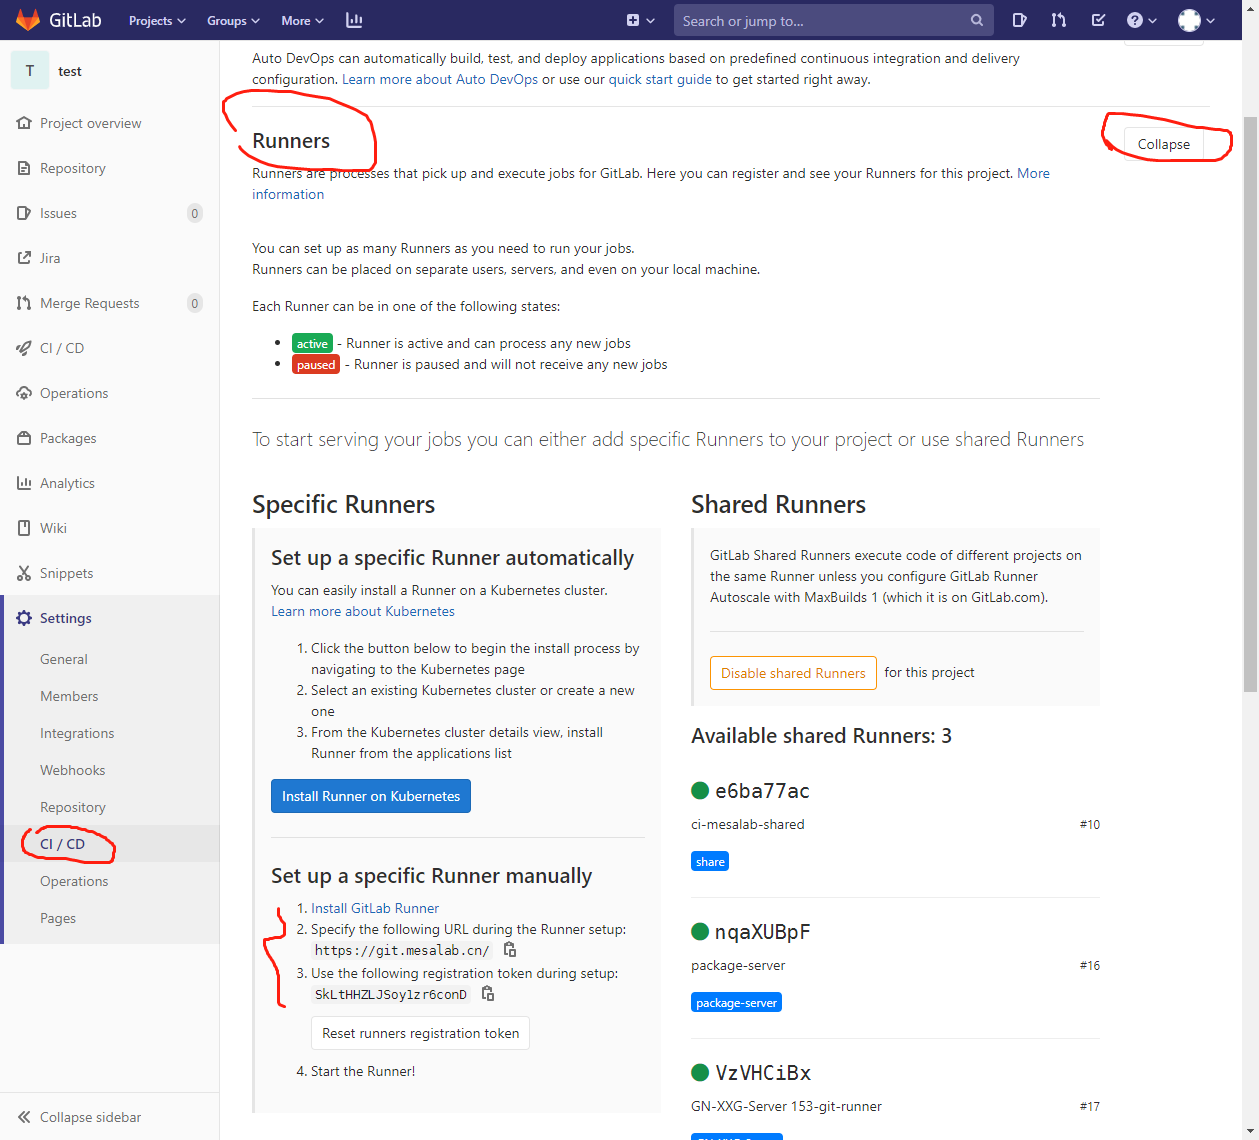 GitLab Projects Groups More Search or jump to...
T test
Project overview
Repository
Issues 0
Jira
Merge Requests 0
CI / CD
Operations
Packages
Analytics
Wiki
Snippets
Settings
General
Members
Integrations
Webhooks
Repository
CI / CD
Operations
Pages
Collapse sidebar
Auto DevOps can automatically build, test, and deploy applications based on predefined continuous integration and delivery
configuration. Learn more about Auto DevOps or use our quick start guide to get started right away.
Runners
Collapse
Runners are processes that pick up and execute jobs for GitLab. Here you can register and see your Runners for this project. More
information
You can set up as many Runners as you need to run your jobs.
Runners can be placed on separate users, servers, and even on your local machine.
Each Runner can be in one of the following states:
active - Runner is active and can process any new jobs
paused - Runner is paused and will not receive any new jobs
To start serving your jobs you can either add specific Runners to your project or use shared Runners
Specific Runners
Set up a specific Runner automatically
You can easily install a Runner on a Kubernetes cluster.
Learn more about Kubernetes
1. Click the button below to begin the install process by
navigating to the Kubernetes page
2. Select an existing Kubernetes cluster or create a new
one
3. From the Kubernetes cluster details view, install
Runner from the applications list
Install Runner on Kubernetes
Set up a specific Runner manually
1. Install GitLab Runner
2. Specify the following URL during the Runner setup:
https://git.mesalab.cn/
3. Use the following registration token during setup:
SkLtHHZLJSoy1zr6conD
Reset runners registration token
4. Start the Runner!
Shared Runners
GitLab Shared Runners execute code of different projects on
the same Runner unless you configure GitLab Runner
Autoscale with MaxBuilds 1 (which it is on GitLab.com).
Disable shared Runners for this project
Available shared Runners: 3
e6ba77ac
ci-mesalab-shared #10
share
nqaXUBpF
package-server #16
package-server
VzVHCiBx
GN-XXG-Server 153-git-runner #17